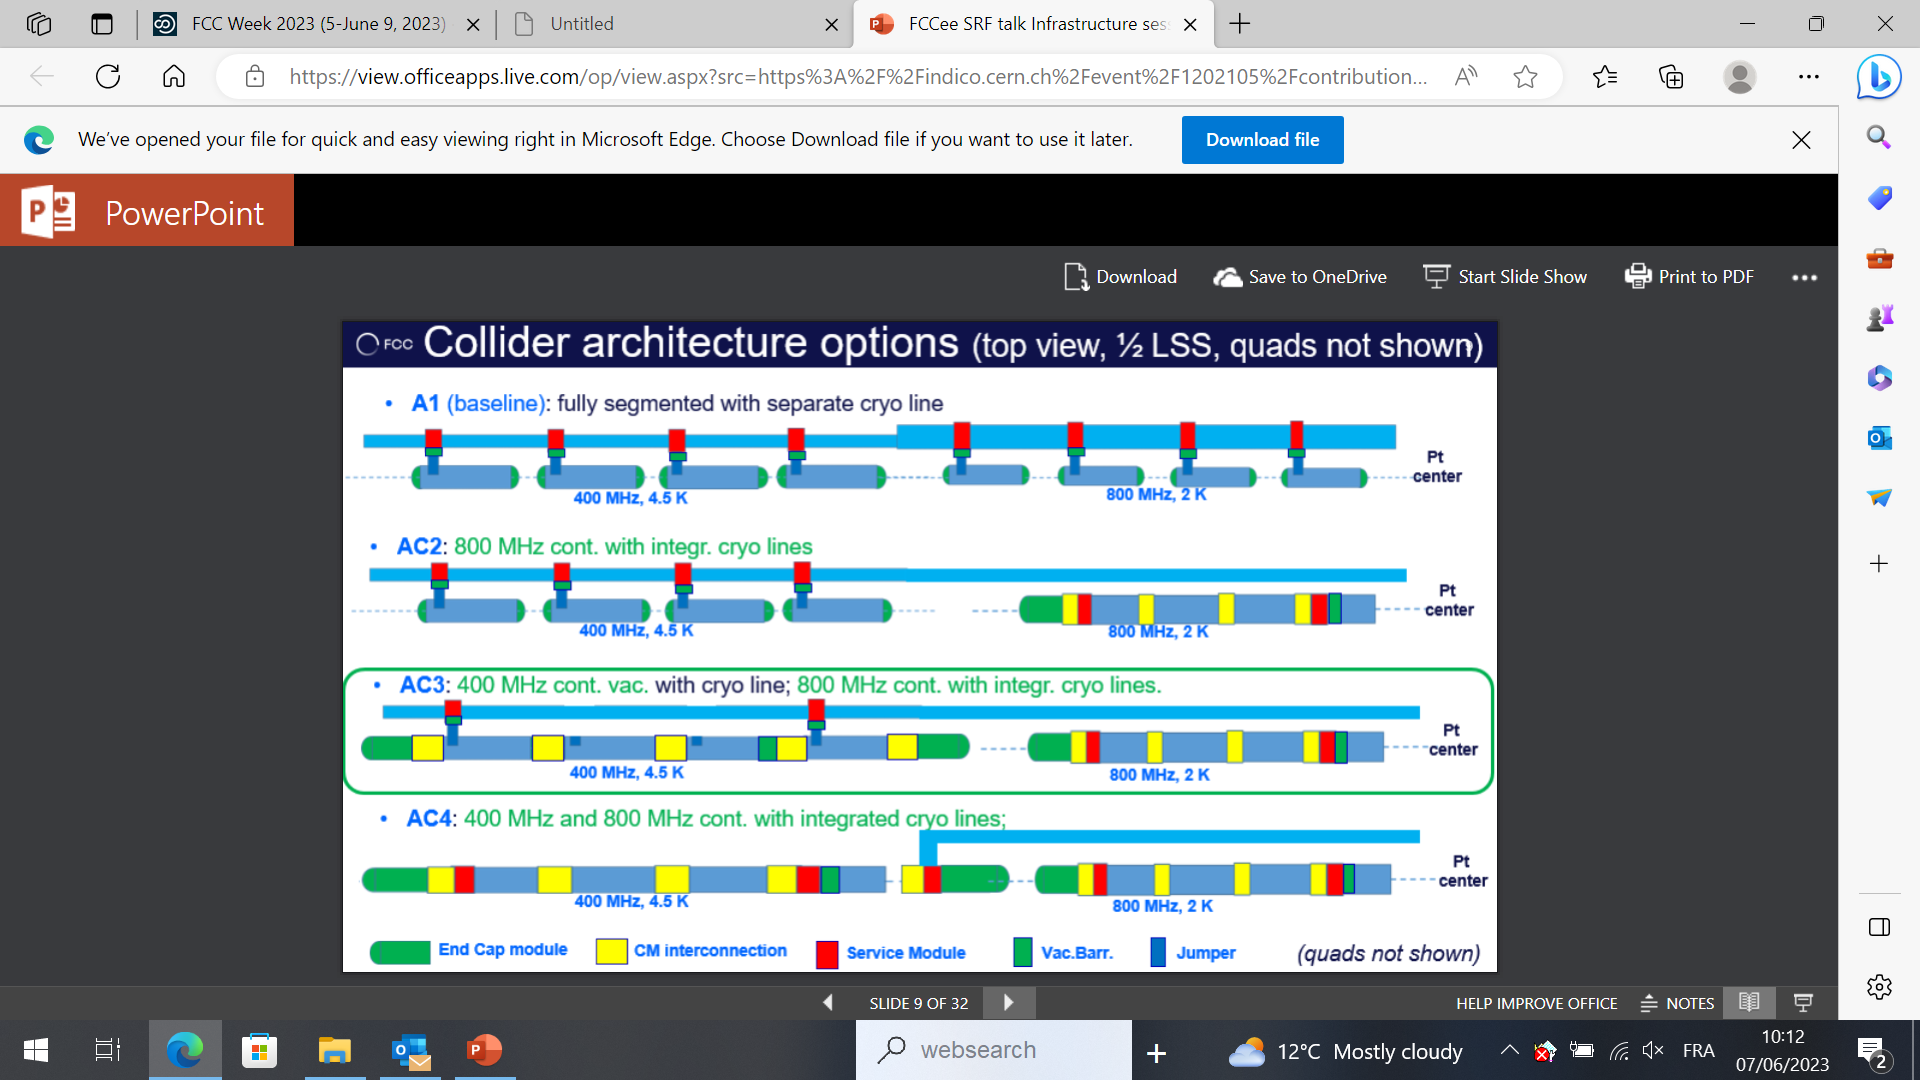 FCC Week 2023 (5-June 9, 2023)
Untitled
FCCee SRF talk Infrastructure ses
https://view.officeapps.live.com/op/view.aspx?src=https%3A%2F%2Findico.cern.ch%2Fevent%2F1202105%2Fcontribution...
We've opened your file for quick and easy viewing right in Microsoft Edge. Choose Download file if you want to use it later.
Download file
PowerPoint
Download
Save to OneDrive
Start Slide Show
Print to PDF
FCC Collider architecture options (top view, ½ LSS, quads not shown)
• A1 (baseline): fully segmented with separate cryo line
Pt
center
400 MHz, 4.5 K
800 MHz, 2 K
• AC2: 800 MHz cont. with integr. cryo lines
Pt
center
400 MHz, 4.5 K
800 MHz, 2 K
• AC3: 400 MHz cont. vac. with cryo line; 800 MHz cont. with integr. cryo lines.
Pt
center
400 MHz, 4.5 K
800 MHz, 2 K
• AC4: 400 MHz and 800 MHz cont. with integrated cryo lines;
Pt
center
400 MHz, 4.5 K
800 MHz, 2 K
End Cap module
CM interconnection
Service Module
Vac.Barr.
Jumper
(quads not shown)
SLIDE 9 OF 32
HELP IMPROVE OFFICE
NOTES
websearch
12°C Mostly cloudy
FRA
10:12
07/06/2023
2